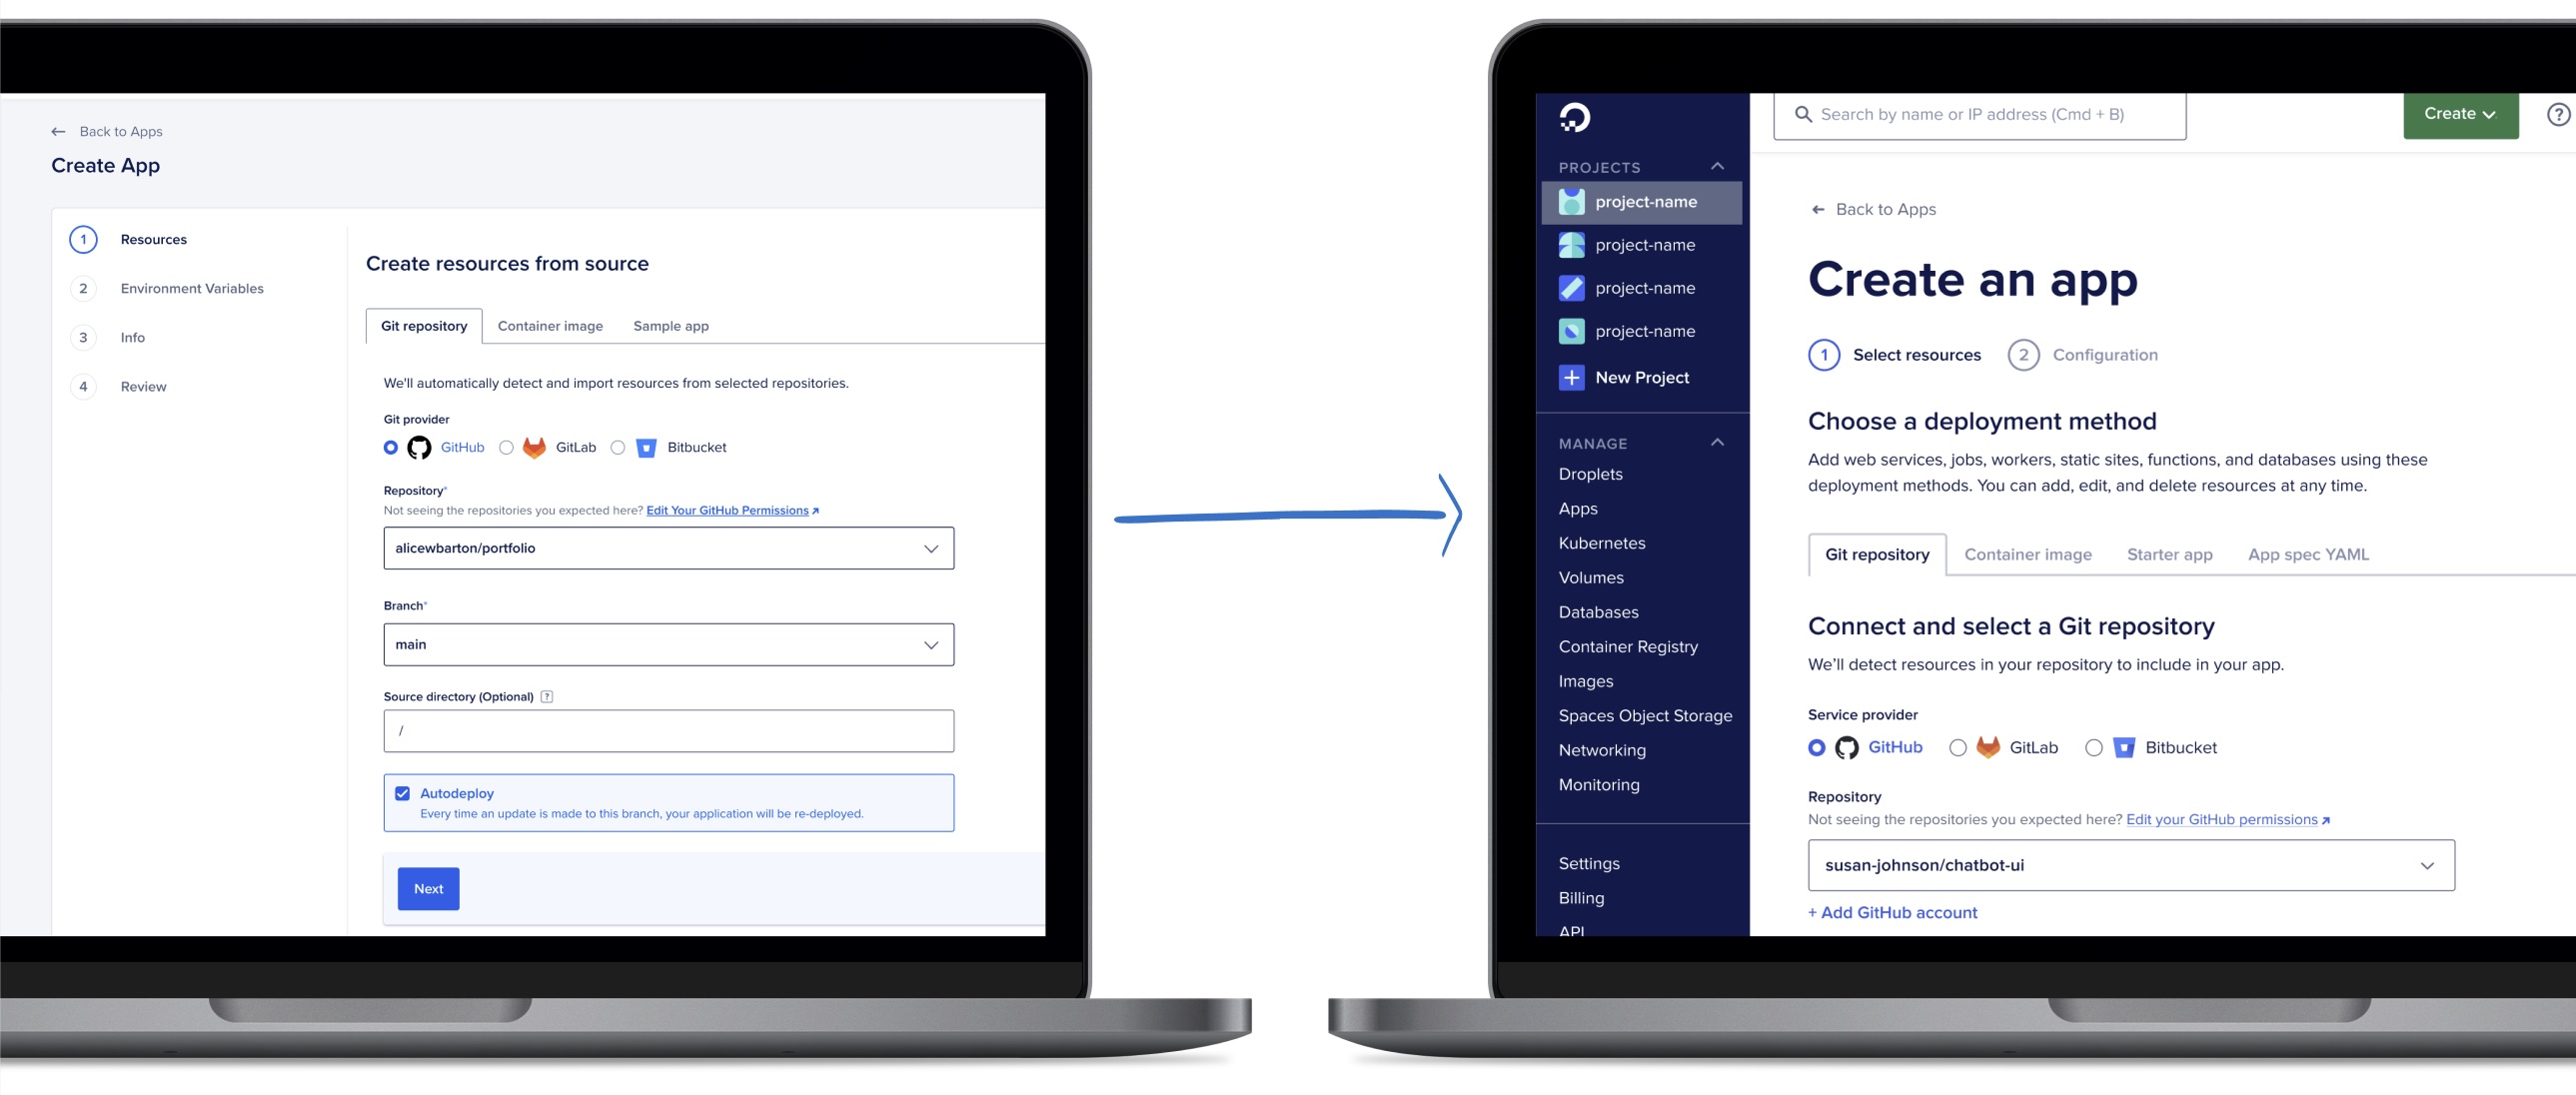 ← Back to Apps
Create App
1 Resources
2 Environment Variables
3 Info
4 Review
Create resources from source
Git repository Container image Sample app
We'll automatically detect and import resources from selected repositories.
Git provider
GitHub GitLab Bitbucket
Repository*
Not seeing the repositories you expected here? Edit Your GitHub Permissions
alicewbarton/portfolio
Branch*
main
Source directory (Optional) ?
/
Autodeploy
Every time an update is made to this branch, your application will be re-deployed.
Next
PROJECTS
project-name
project-name
project-name
project-name
New Project
MANAGE
Droplets
Apps
Kubernetes
Volumes
Databases
Container Registry
Images
Spaces Object Storage
Networking
Monitoring
Settings
Billing
API
Search by name or IP address (Cmd + B)
Create
?
← Back to Apps
Create an app
1 Select resources 2 Configuration
Choose a deployment method
Add web services, jobs, workers, static sites, functions, and databases using these
deployment methods. You can add, edit, and delete resources at any time.
Git repository Container image Starter app App spec YAML
Connect and select a Git repository
We’ll detect resources in your repository to include in your app.
Service provider
GitHub GitLab Bitbucket
Repository
Not seeing the repositories you expected here? Edit your GitHub permissions
susan-johnson/chatbot-ui
+ Add GitHub account